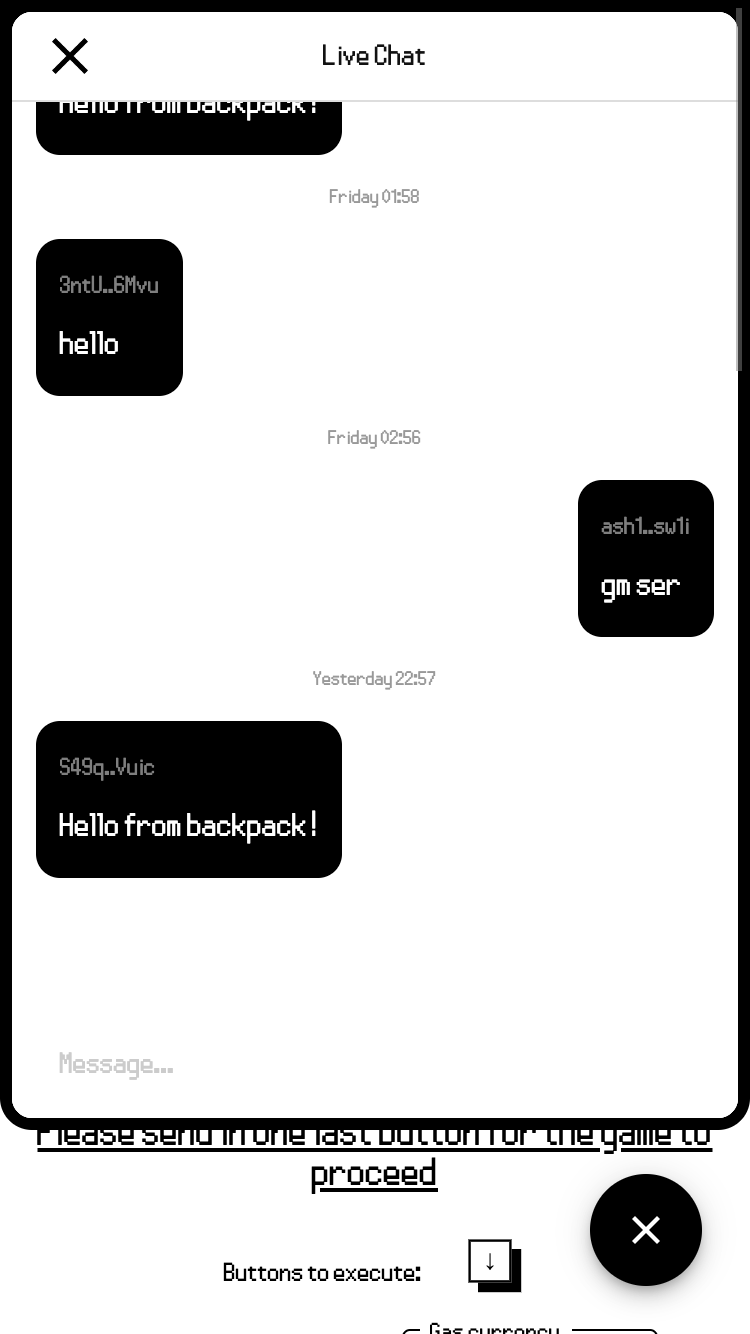 Live Chat
Hello from backpack!
Friday 01:58
3ntU..6Mvu
hello
Friday 02:56
ash1..sw1i
gm ser
Yesterday 22:57
S49q..Vuic
Hello from backpack!
Message...
Please send in one last button for the game to
proceed
Buttons to execute: ↓
Gas currency